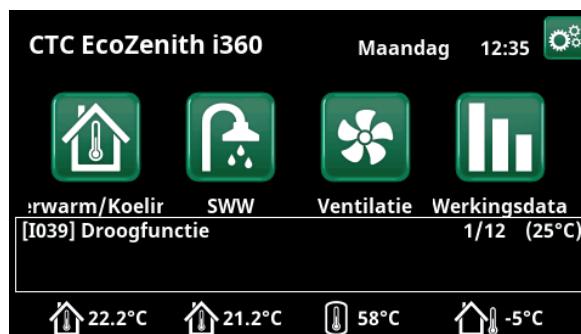 CTC EcoZenith i360 Maandag 12:35
erwarm/Koelir SWW Ventilatie Werkingsdata
[I039] Droogfunctie 1/12 (25°C)
22.2°C 21.2°C 58°C -5°C